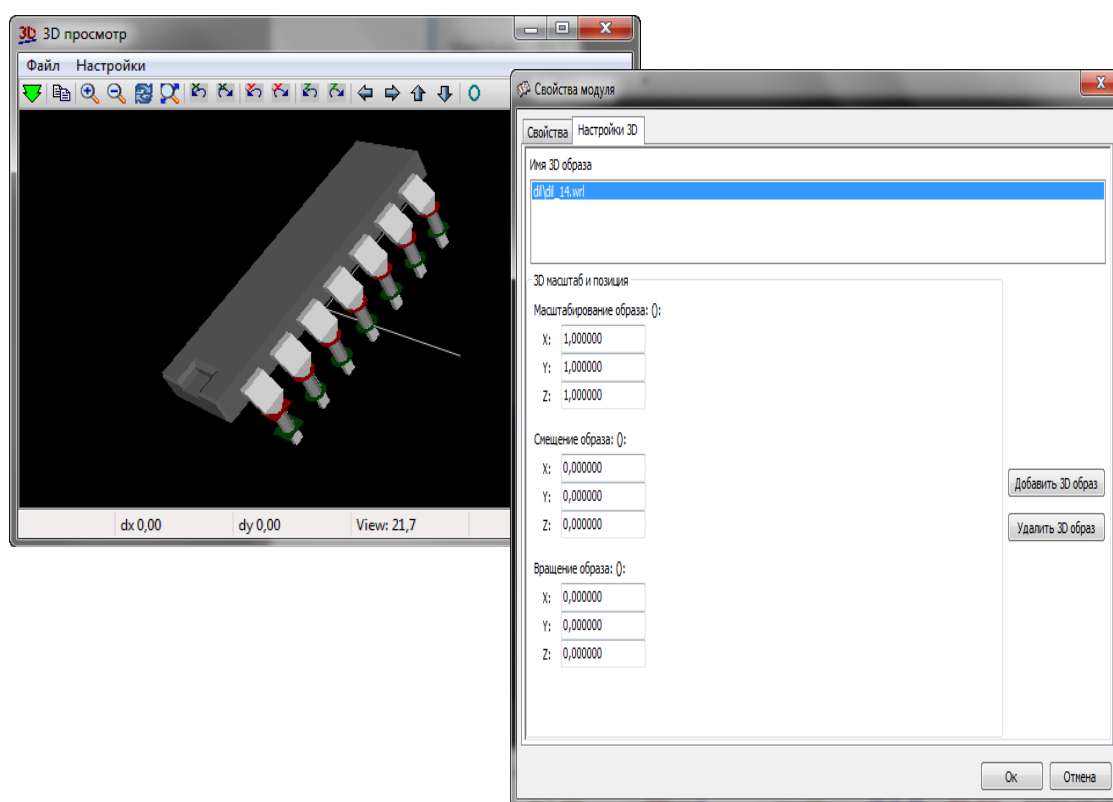 3D просмотр
Файл Настройки
dx 0,00 dy 0,00 View: 21,7
Свойства модуля
Свойства Настройки 3D
Имя 3D образа
dil\dil_14.wrl
3D масштаб и позиция
Масштабирование образа: ():
X: 1,000000
Y: 1,000000
Z: 1,000000
Смещение образа: ():
X: 0,000000
Y: 0,000000
Z: 0,000000
Вращение образа: ():
X: 0,000000
Y: 0,000000
Z: 0,000000
Добавить 3D образ
Удалить 3D образ
Ок Отмена